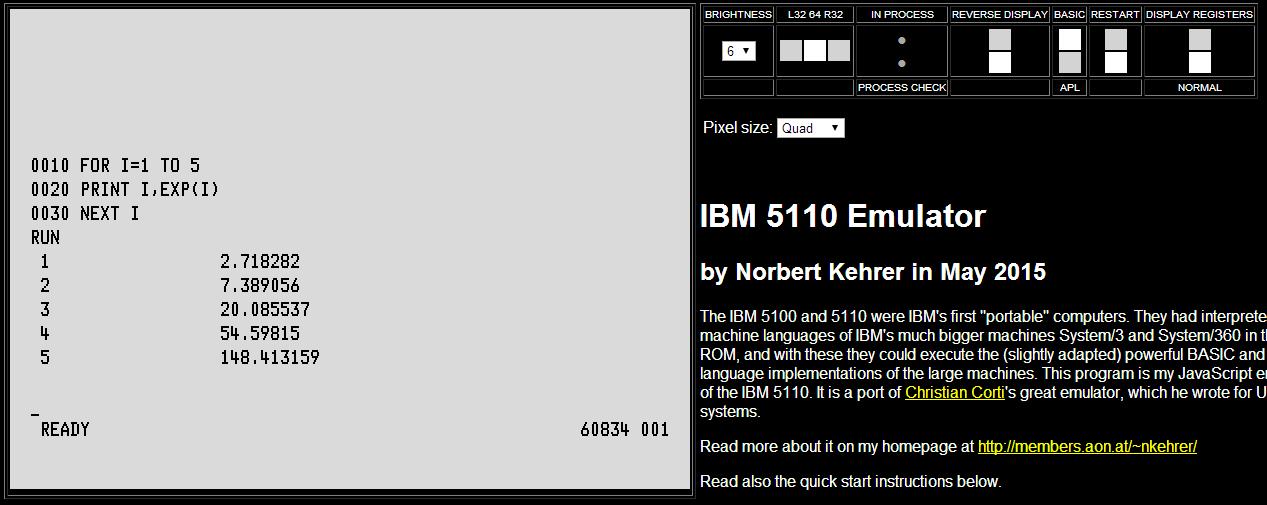 0010 FOR I=1 TO 5
0020 PRINT I,EXP(I)
0030 NEXT I
RUN
1 2.718282
2 7.389056
3 20.085537
4 54.59815
5 148.413159
_
READY 60834 001
BRIGHTNESS L32 64 R32 IN PROCESS REVERSE DISPLAY BASIC RESTART DISPLAY REGISTERS
6
PROCESS CHECK APL NORMAL
Pixel size: Quad
IBM 5110 Emulator
by Norbert Kehrer in May 2015
The IBM 5100 and 5110 were IBM's first "portable" computers. They had interprete
machine languages of IBM's much bigger machines System/3 and System/360 in th
ROM, and with these they could execute the (slightly adapted) powerful BASIC and
language implementations of the large machines. This program is my JavaScript em
of the IBM 5110. It is a port of Christian Corti's great emulator, which he wrote for U
systems.
Read more about it on my homepage at http://members.aon.at/~nkehrer/
Read also the quick start instructions below.